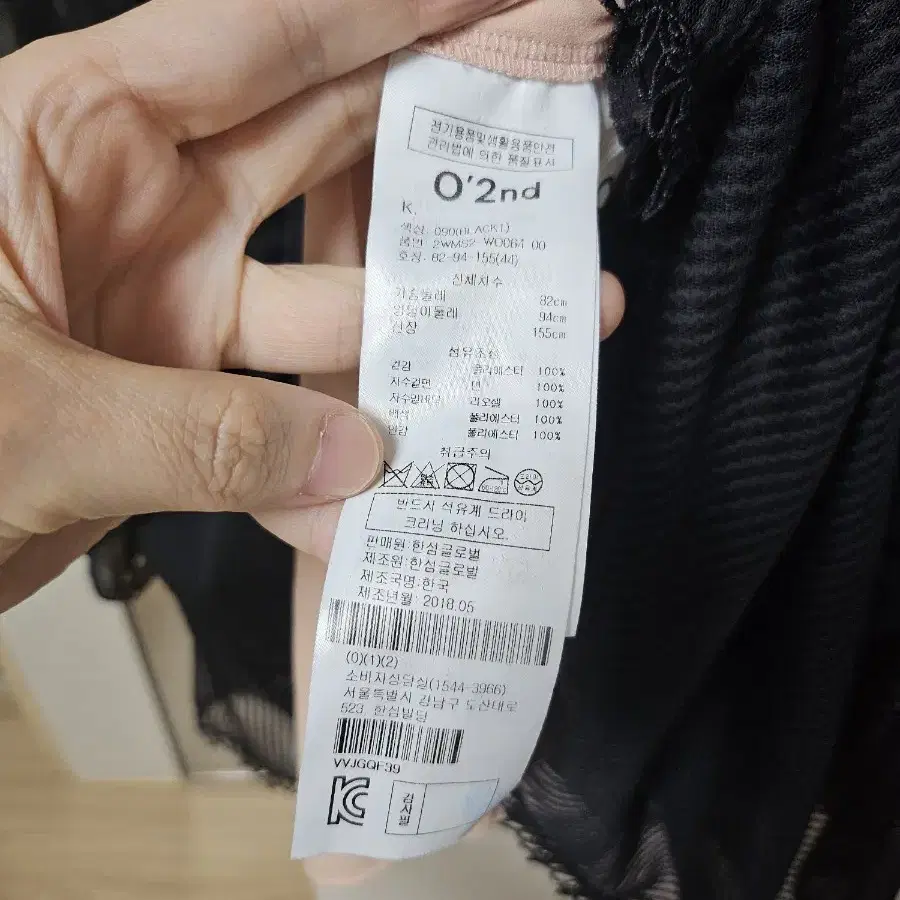 전기용품및생활용품안전
관리법에 의한 품질표시
O'2nd
K.
색상: 090(BLACK1)
품번: 2WMS2-WOD64 00
호칭: 82-94-155(44)
신체치수
가슴둘레 82cm
엉덩이둘레 94cm
신장 155cm
섬유조성
겉감 폴리에스터 100%
자수겉면 면 100%
자수밑바닥 리오셀 100%
배색 폴리에스터 100%
안감 폴리에스터 100%
취급주의
반드시 석유계 드라이
크리닝 하십시오.
판매원:한섬글로벌
제조원:한섬글로벌
제조국명:한국
제조년월: 2018.05
(0)(1)(2)
소비자상담실(1544-3966)
서울특별시 강남구 도산대로
523, 한섬빌딩
VVJGQF39
KC
검사필